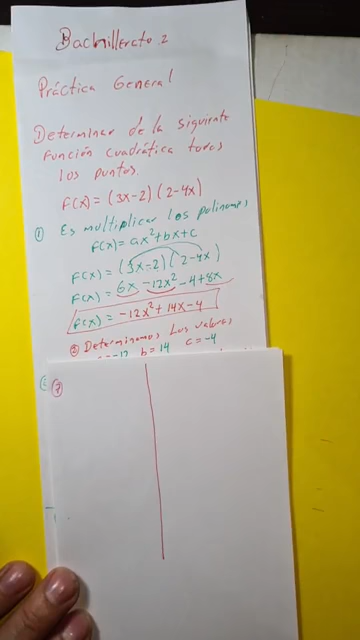 Bachillerato 2
Práctica General
Determinar de la siguiente
función cuadrática todos
los puntos.
F(x) = (3x-2)(2-4x)
① Es multiplicar los polinomios
F(x) = ax²+bx+c
F(x) = (3x-2)(2-4x)
F(x) = 6x -12x² -4+8x
F(x) = -12x²+14x-4
② Determinamos los valores
-12 b=14 c=-4
⑦